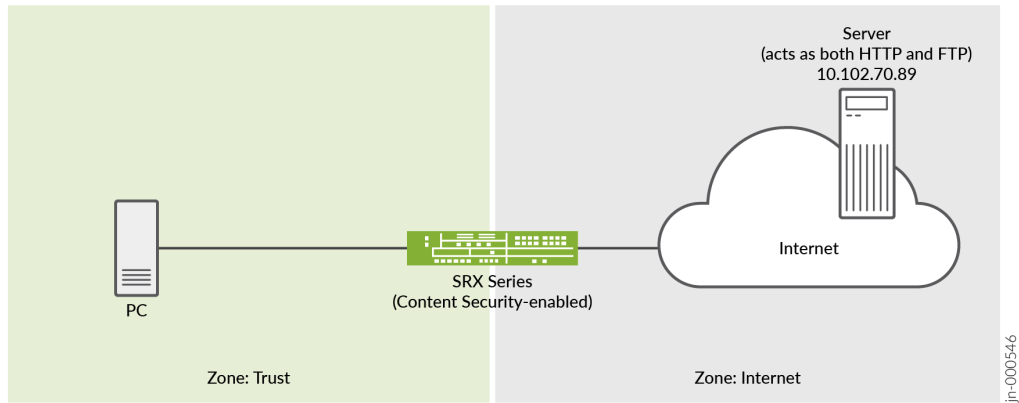 Server
(acts as both HTTP and FTP)
10.102.70.89
Internet
SRX Series
(Content Security-enabled)
PC
Zone: Trust
Zone: Internet
jn-000546